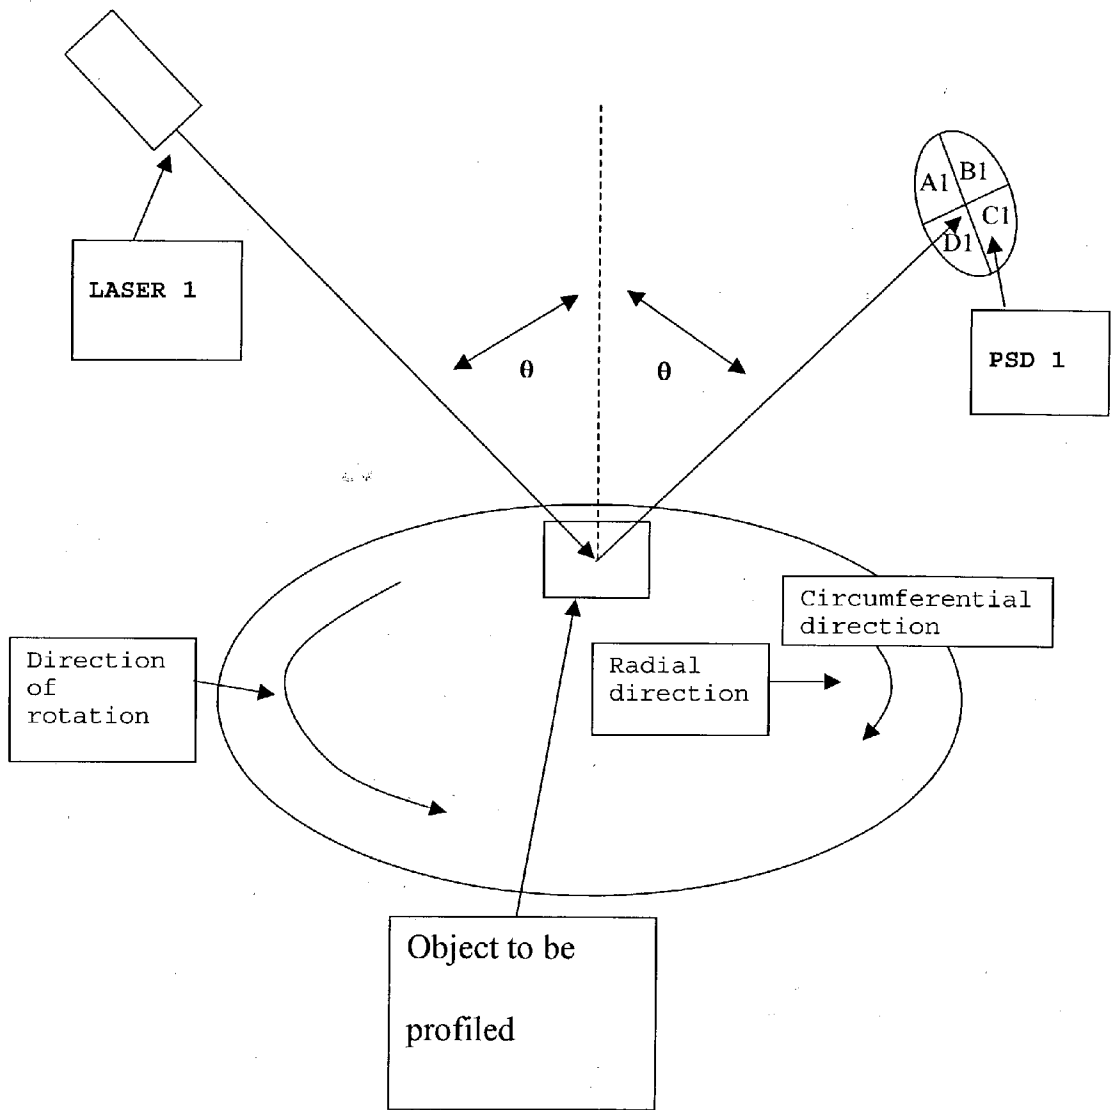 A1
B1
C1
D1
LASER 1
θ
θ
PSD 1
Circumferential
direction
Direction
of
rotation
Radial
direction
Object to be
profiled